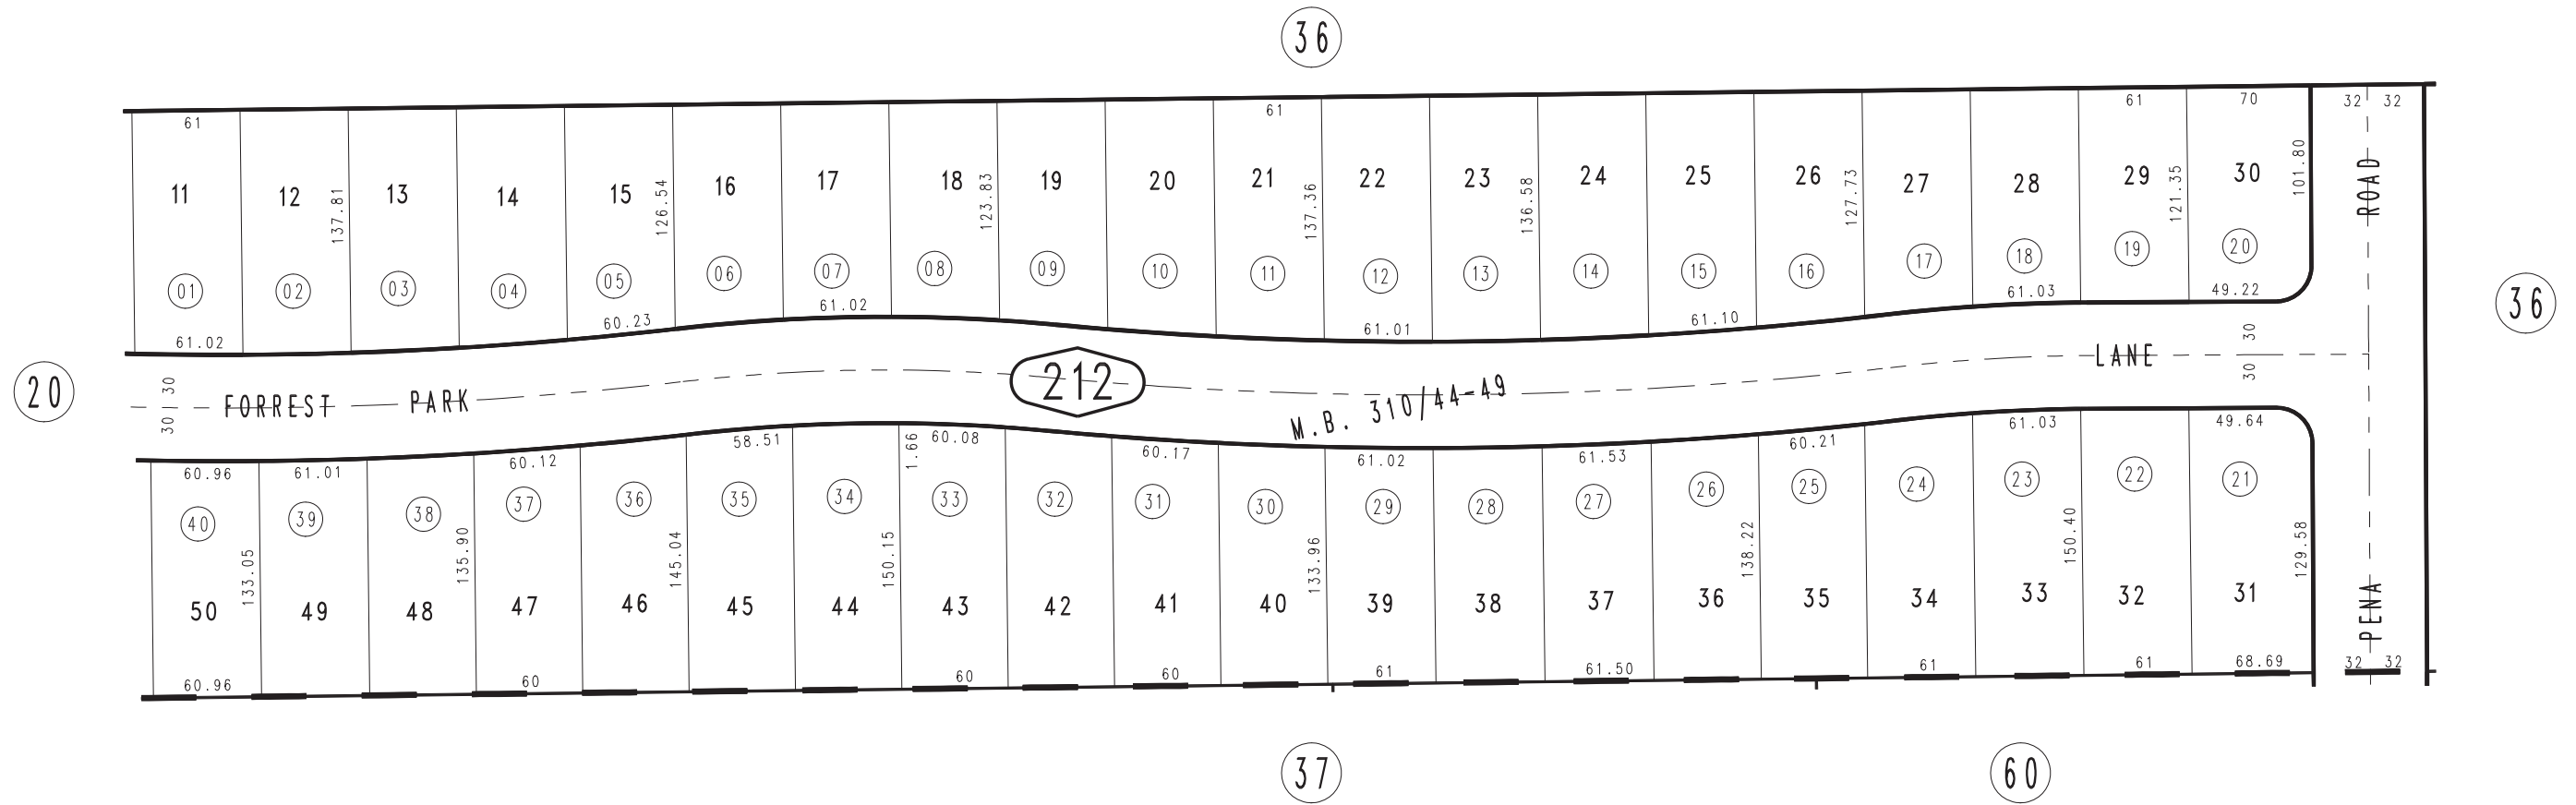 36
61 61 61 70 32 32
11 12 13 14 15 16 17 18 19 20 21 22 23 24 25 26 27 28 29 30
137.81 126.54 123.83 137.36 136.58 127.73 121.35 101.80
ROAD
01 02 03 04 05 06 07 08 09 10 11 12 13 14 15 16 17 18 19 20
61.02 60.23 61.02 61.01 61.10 61.03 49.22
36
20
30 30
FORREST PARK LANE
212
M.B. 310/44-49
30 30
60.96 61.01 60.12 58.51 1.66 60.08 60.17 61.02 61.53 60.21 61.03 49.64
40 39 38 37 36 35 34 33 32 31 30 29 28 27 26 25 24 23 22 21
133.05 135.90 145.04 150.15 133.96 138.22 150.40 129.58
50 49 48 47 46 45 44 43 42 41 40 39 38 37 36 35 34 33 32 31
PENA
60.96 60 60 60 61 61.50 61 61 68.69 32 32
37 60